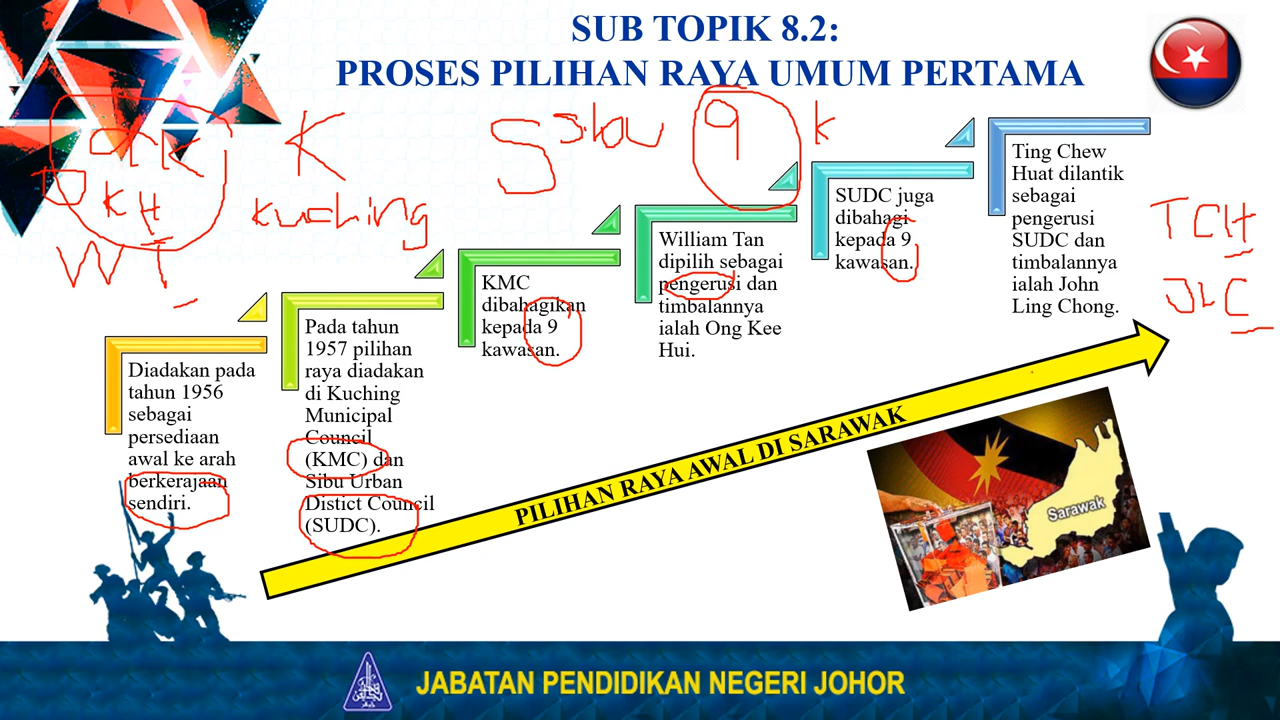 SUB TOPIK 8.2:
PROSES PILIHAN RAYA UMUM PERTAMA
K
S
Sibu
9
k
OKH
Kuching
WT
TCH
JLC
Diadakan pada
tahun 1956
sebagai
persediaan
awal ke arah
berkerajaan
sendiri.
Pada tahun
1957 pilihan
raya diadakan
di Kuching
Municipal
Council
(KMC) dan
Sibu Urban
Distict Council
(SUDC).
KMC
dibahagikan
kepada 9
kawasan.
William Tan
dipilih sebagai
pengerusi dan
timbalannya
ialah Ong Kee
Hui.
SUDC juga
dibahagi
kepada 9
kawasan.
Ting Chew
Huat dilantik
sebagai
pengerusi
SUDC dan
timbalannya
ialah John
Ling Chong.
PILIHAN RAYA AWAL DI SARAWAK
Sarawak
JABATAN PENDIDIKAN NEGERI JOHOR